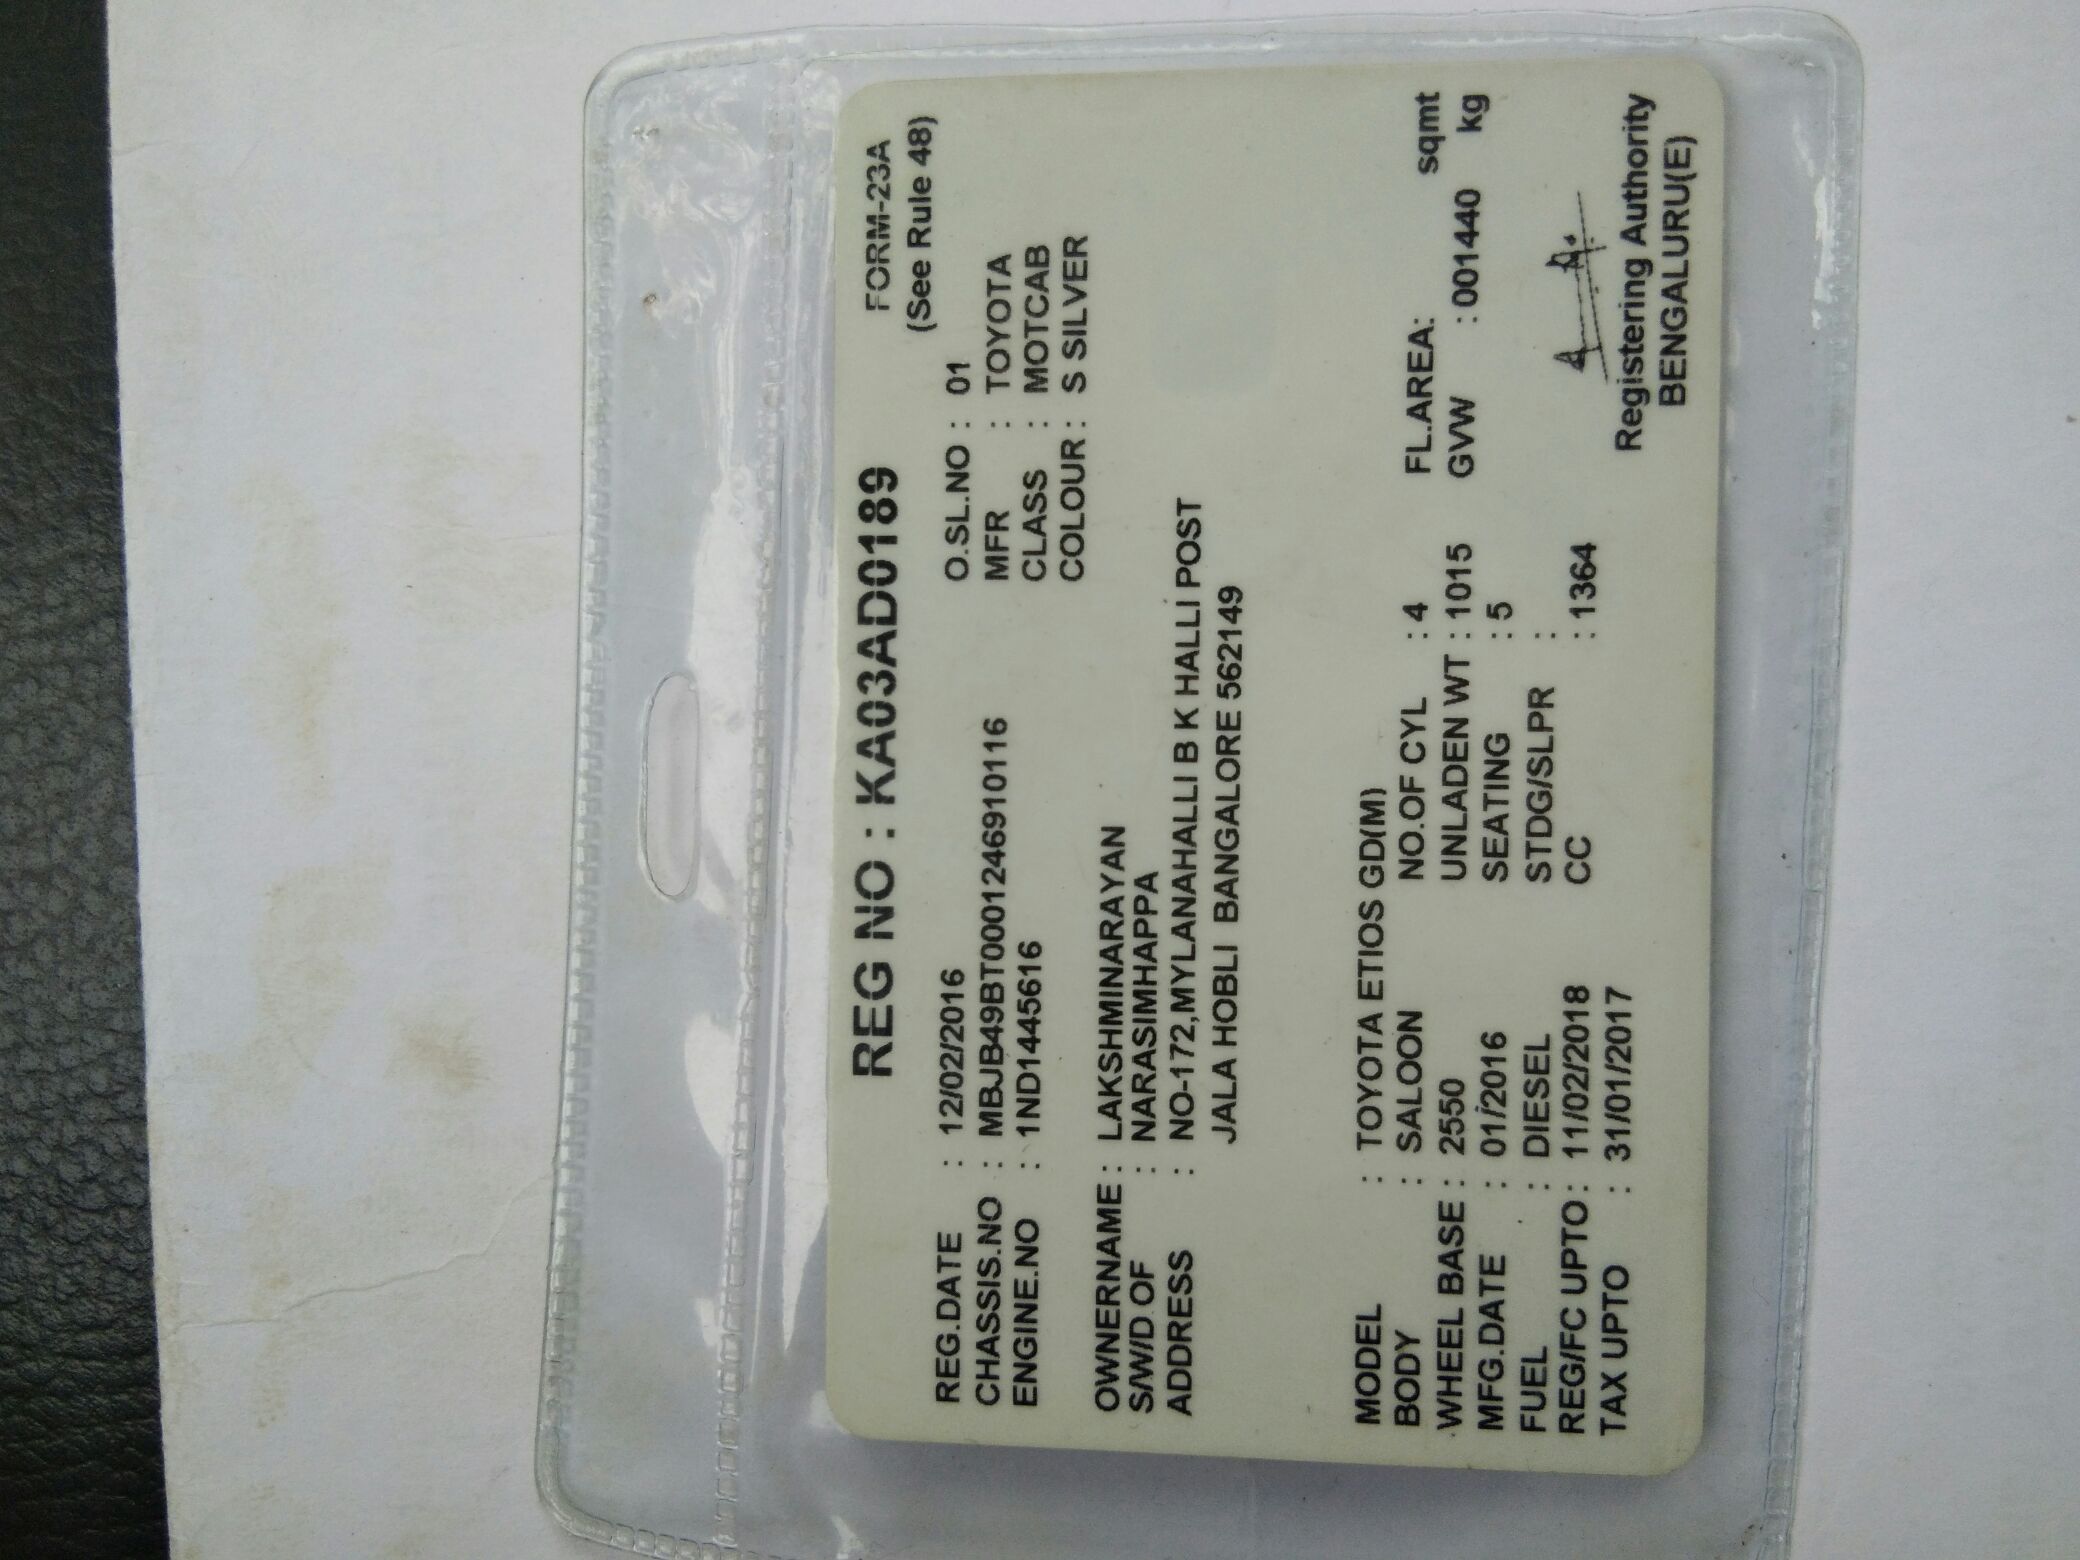 FORM-23A
REG NO : KA03AD0189 (See Rule 48)
REG.DATE : 12/02/2016 O.SL.NO : 01
CHASSIS.NO : MBJB49BT000124691​0116 MFR : TOYOTA
ENGINE.NO : 1ND1445616 CLASS : MOTCAB
COLOUR : S SILVER
OWNERNAME : LAKSHMINARAYAN
S/W/D OF : NARASIMHAPPA
ADDRESS : NO-172,MYLANAHALLI B K HALLI POST
JALA HOBLI BANGALORE 562149
MODEL : TOYOTA ETIOS GD(M)
BODY : SALOON NO.OF CYL : 4 FL.AREA: sqmt
WHEEL BASE : 2550 UNLADEN WT : 1015 GVW : 001440 kg
MFG.DATE : 01/2016 SEATING : 5
FUEL : DIESEL STDG/SLPR :
REG/FC UPTO : 11/02/2018 CC : 1364
TAX UPTO : 31/01/2017 Registering Authority
BENGALURU(E)